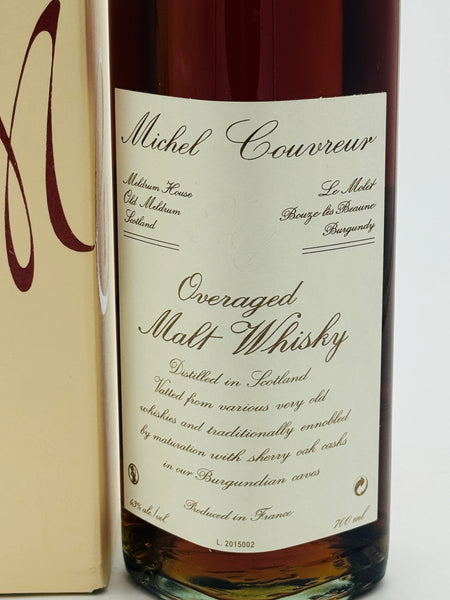 Michel Couvreur
Meldrum House
Old Meldrum
Scotland
Le Molet
Bouze lès Beaune
Burgundy
Overaged
Malt Whisky
Distilled in Scotland
Vatted from various very old
whiskies and traditionally ennobled
by maturation with sherry oak casks
in our Burgundian caves
43% alc./vol.
Produced in France
700 ml
L. 2015002